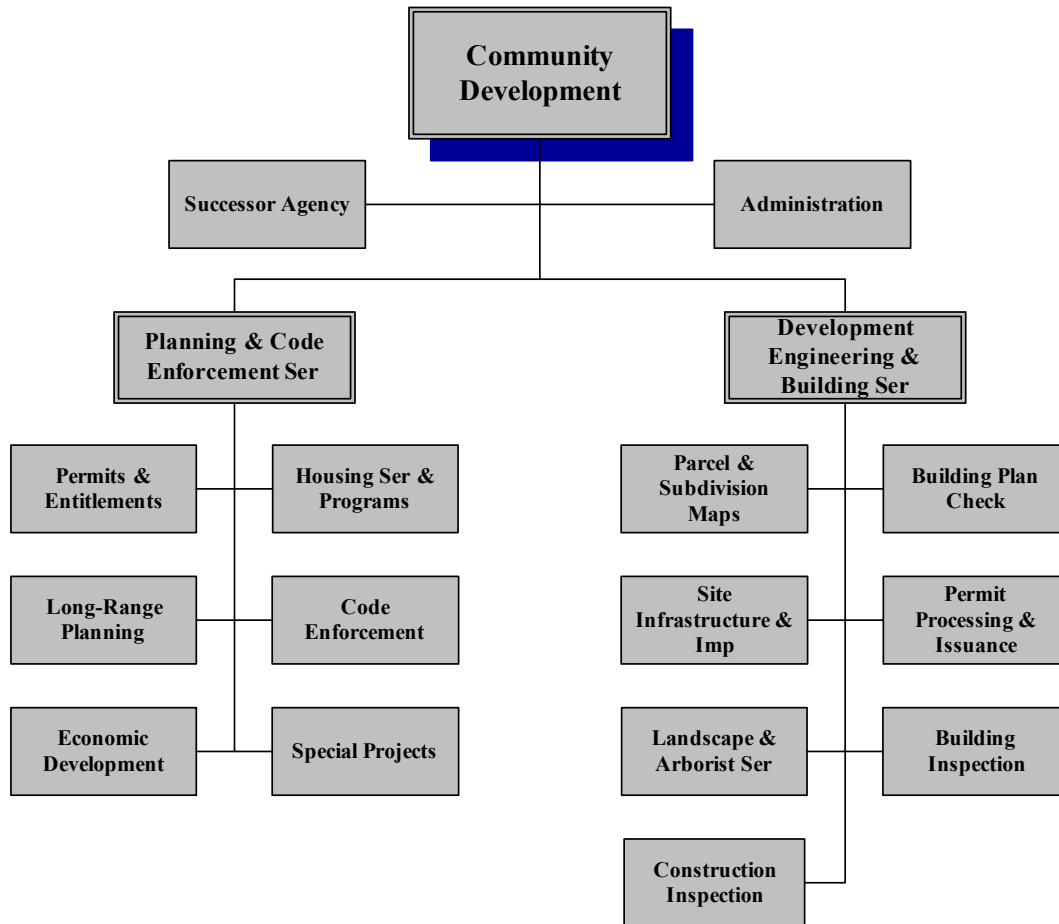 Community
Development
Successor Agency
Administration
Planning & Code
Enforcement Ser
Development
Engineering &
Building Ser
Permits &
Entitlements
Housing Ser &
Programs
Parcel &
Subdivision
Maps
Building Plan
Check
Long-Range
Planning
Code
Enforcement
Site
Infrastructure &
Imp
Permit
Processing &
Issuance
Economic
Development
Special Projects
Landscape &
Arborist Ser
Building
Inspection
Construction
Inspection